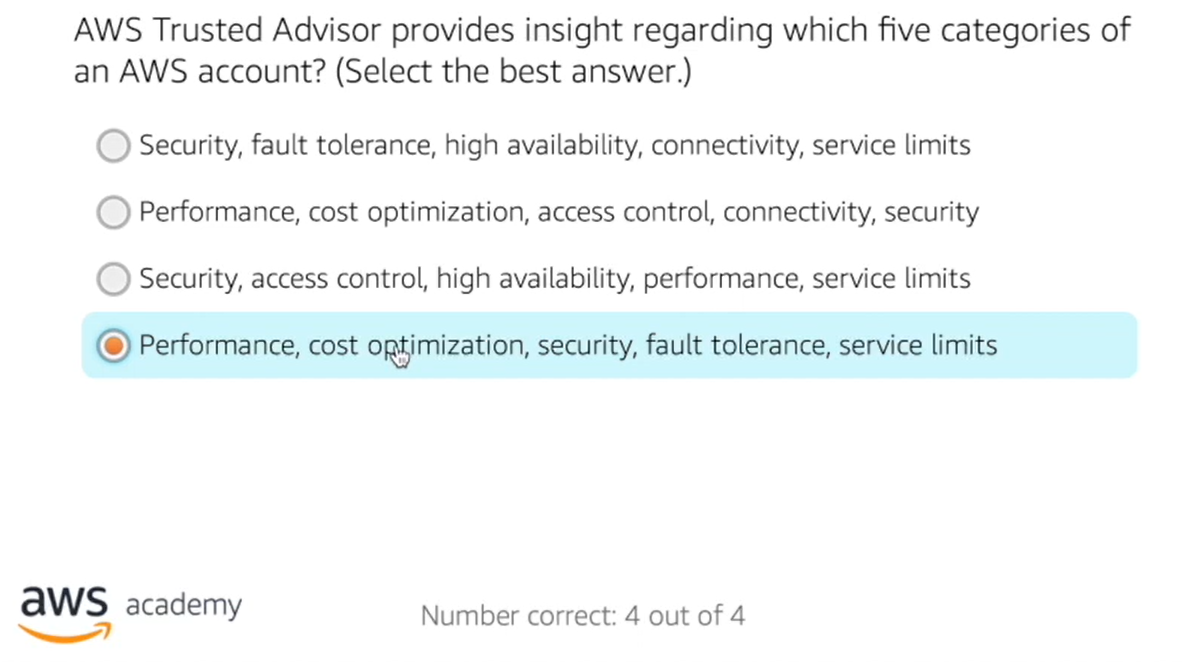 AWS Trusted Advisor provides insight regarding which five categories of
an AWS account? (Select the best answer.)
Security, fault tolerance, high availability, connectivity, service limits
Performance, cost optimization, access control, connectivity, security
Security, access control, high availability, performance, service limits
Performance, cost optimization, security, fault tolerance, service limits
aws academy
Number correct: 4 out of 4